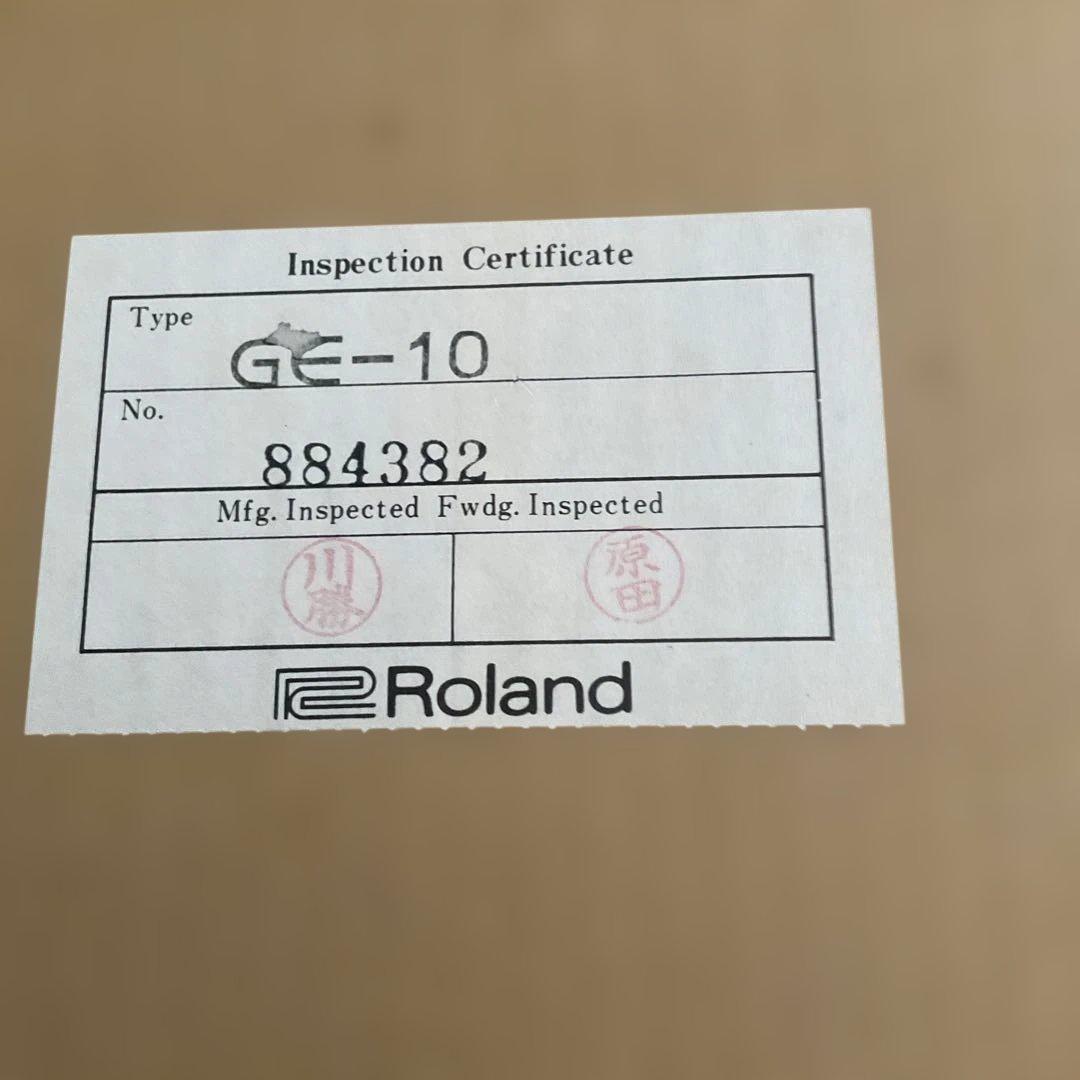 Inspection Certificate
Type
GE-10
No.
884382
Mfg. Inspected Fwdg. Inspected
川勝 原田
Roland